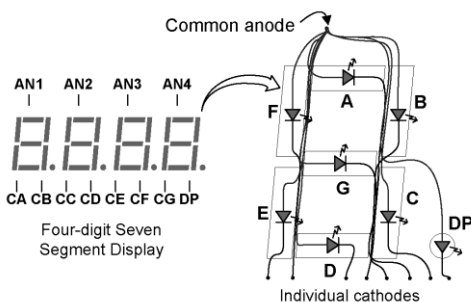 Common anode
AN1 AN2 AN3 AN4
A
F
B
G
CA CB CC CD CE CF CG DP
E
C
DP
Four-digit Seven
Segment Display
D
Individual cathodes